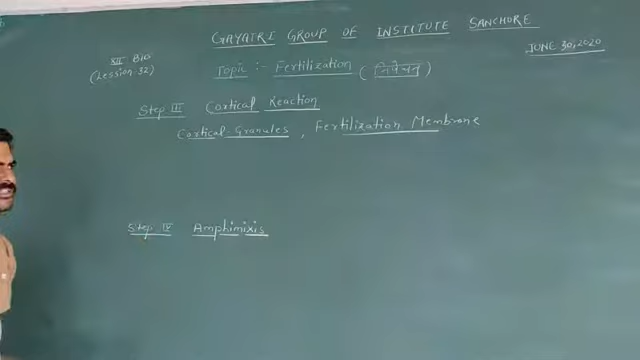 GAYATRI GROUP OF INSTITUTE SANCHORE
JUNE 30, 2020
XII Bio
(Lession-32)
Topic :- Fertilization (निषेचन)
Step III Cortical Reaction
Cortical-Granules, Fertilization Membrane
Step IV Amphimixis